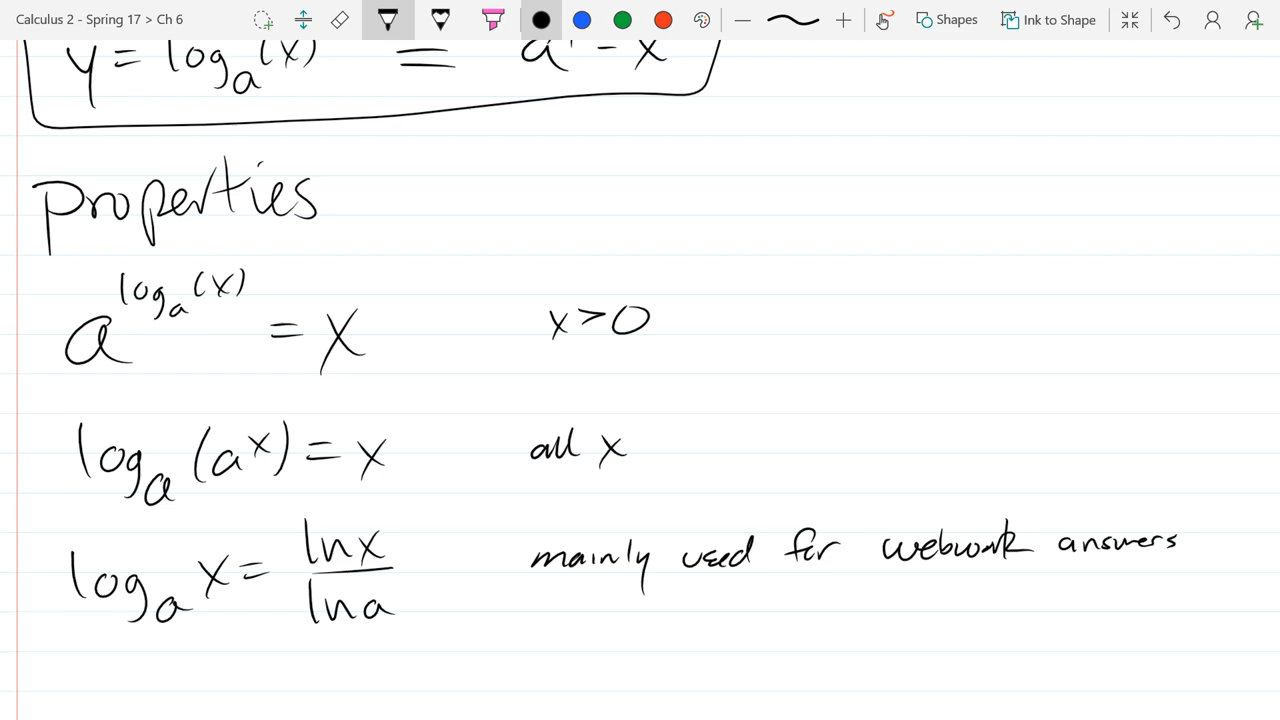 Calculus 2 - Spring 17 > Ch 6
Shapes
Ink to Shape
y = log_a(x) ≡ a^y = x
Properties
a^{log_a(x)} = x x>0
log_a(a^x) = x all x
log_a x = \frac{ln x}{ln a} mainly used for webwork answers